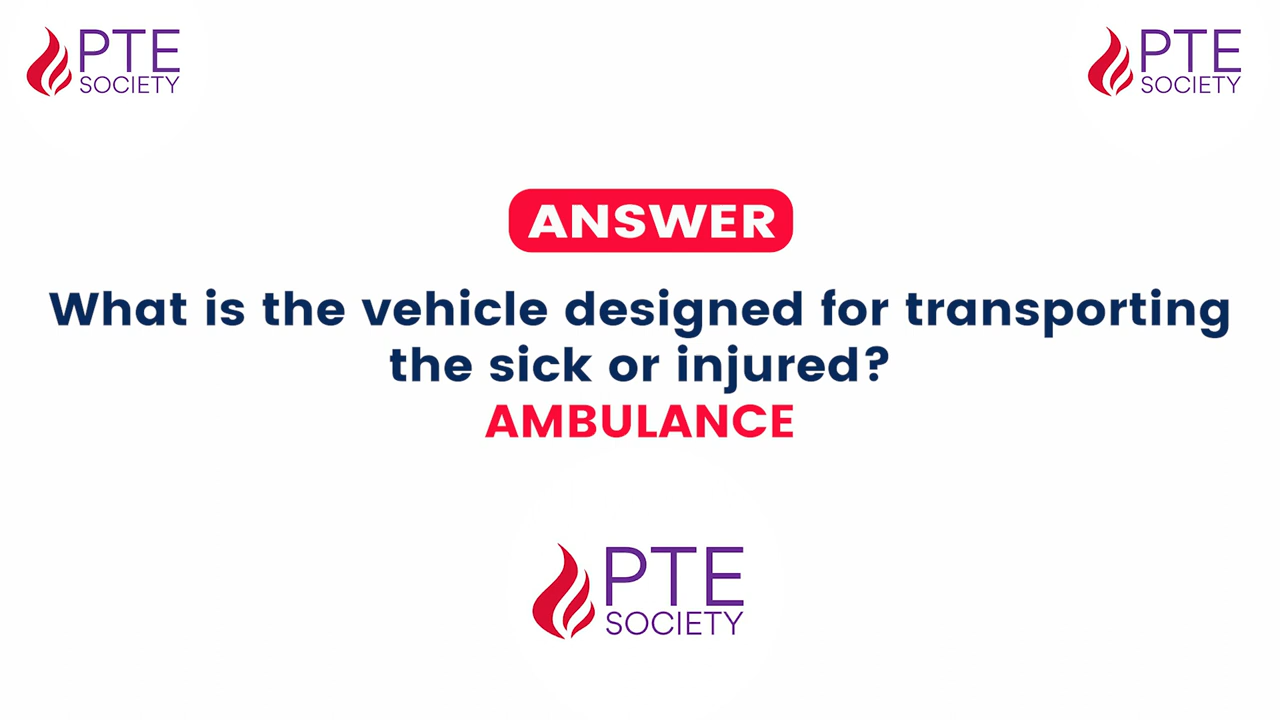 PTE
SOCIETY
PTE
SOCIETY
ANSWER
What is the vehicle designed for transporting
the sick or injured?
AMBULANCE
PTE
SOCIETY